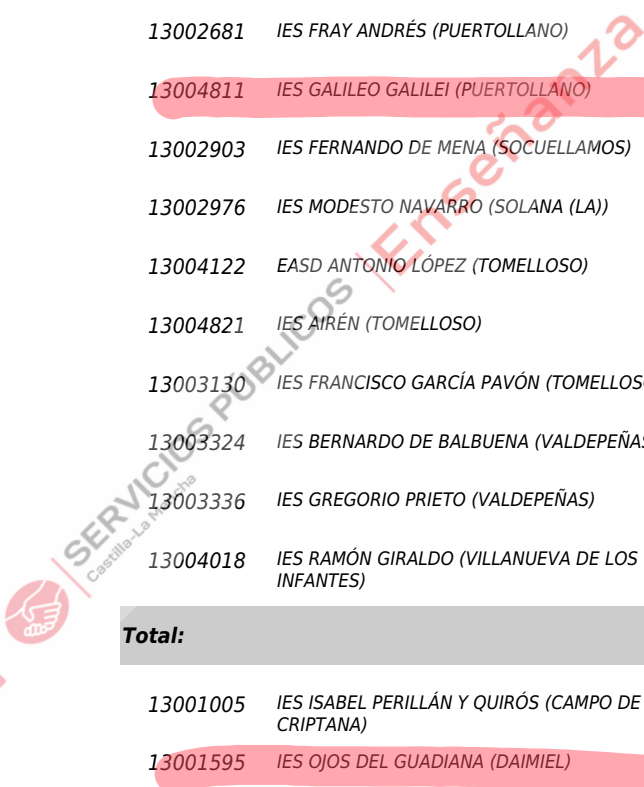 13002681 IES FRAY ANDRÉS (PUERTOLLANO)
13004811 IES GALILEO GALILEI (PUERTOLLANO)
13002903 IES FERNANDO DE MENA (SOCUELLAMOS)
13002976 IES MODESTO NAVARRO (SOLANA (LA))
13004122 EASD ANTONIO LÓPEZ (TOMELLOSO)
13004821 IES AIRÉN (TOMELLOSO)
13003130 IES FRANCISCO GARCÍA PAVÓN (TOMELLOSO
13003324 IES BERNARDO DE BALBUENA (VALDEPEÑAS
13003336 IES GREGORIO PRIETO (VALDEPEÑAS)
13004018 IES RAMÓN GIRALDO (VILLANUEVA DE LOS
INFANTES)
Total:
13001005 IES ISABEL PERILLÁN Y QUIRÓS (CAMPO DE
CRIPTANA)
13001595 IES OJOS DEL GUADIANA (DAIMIEL)
SERVICIOS PÚBLICOS
Castilla-La Mancha
Enseñanza